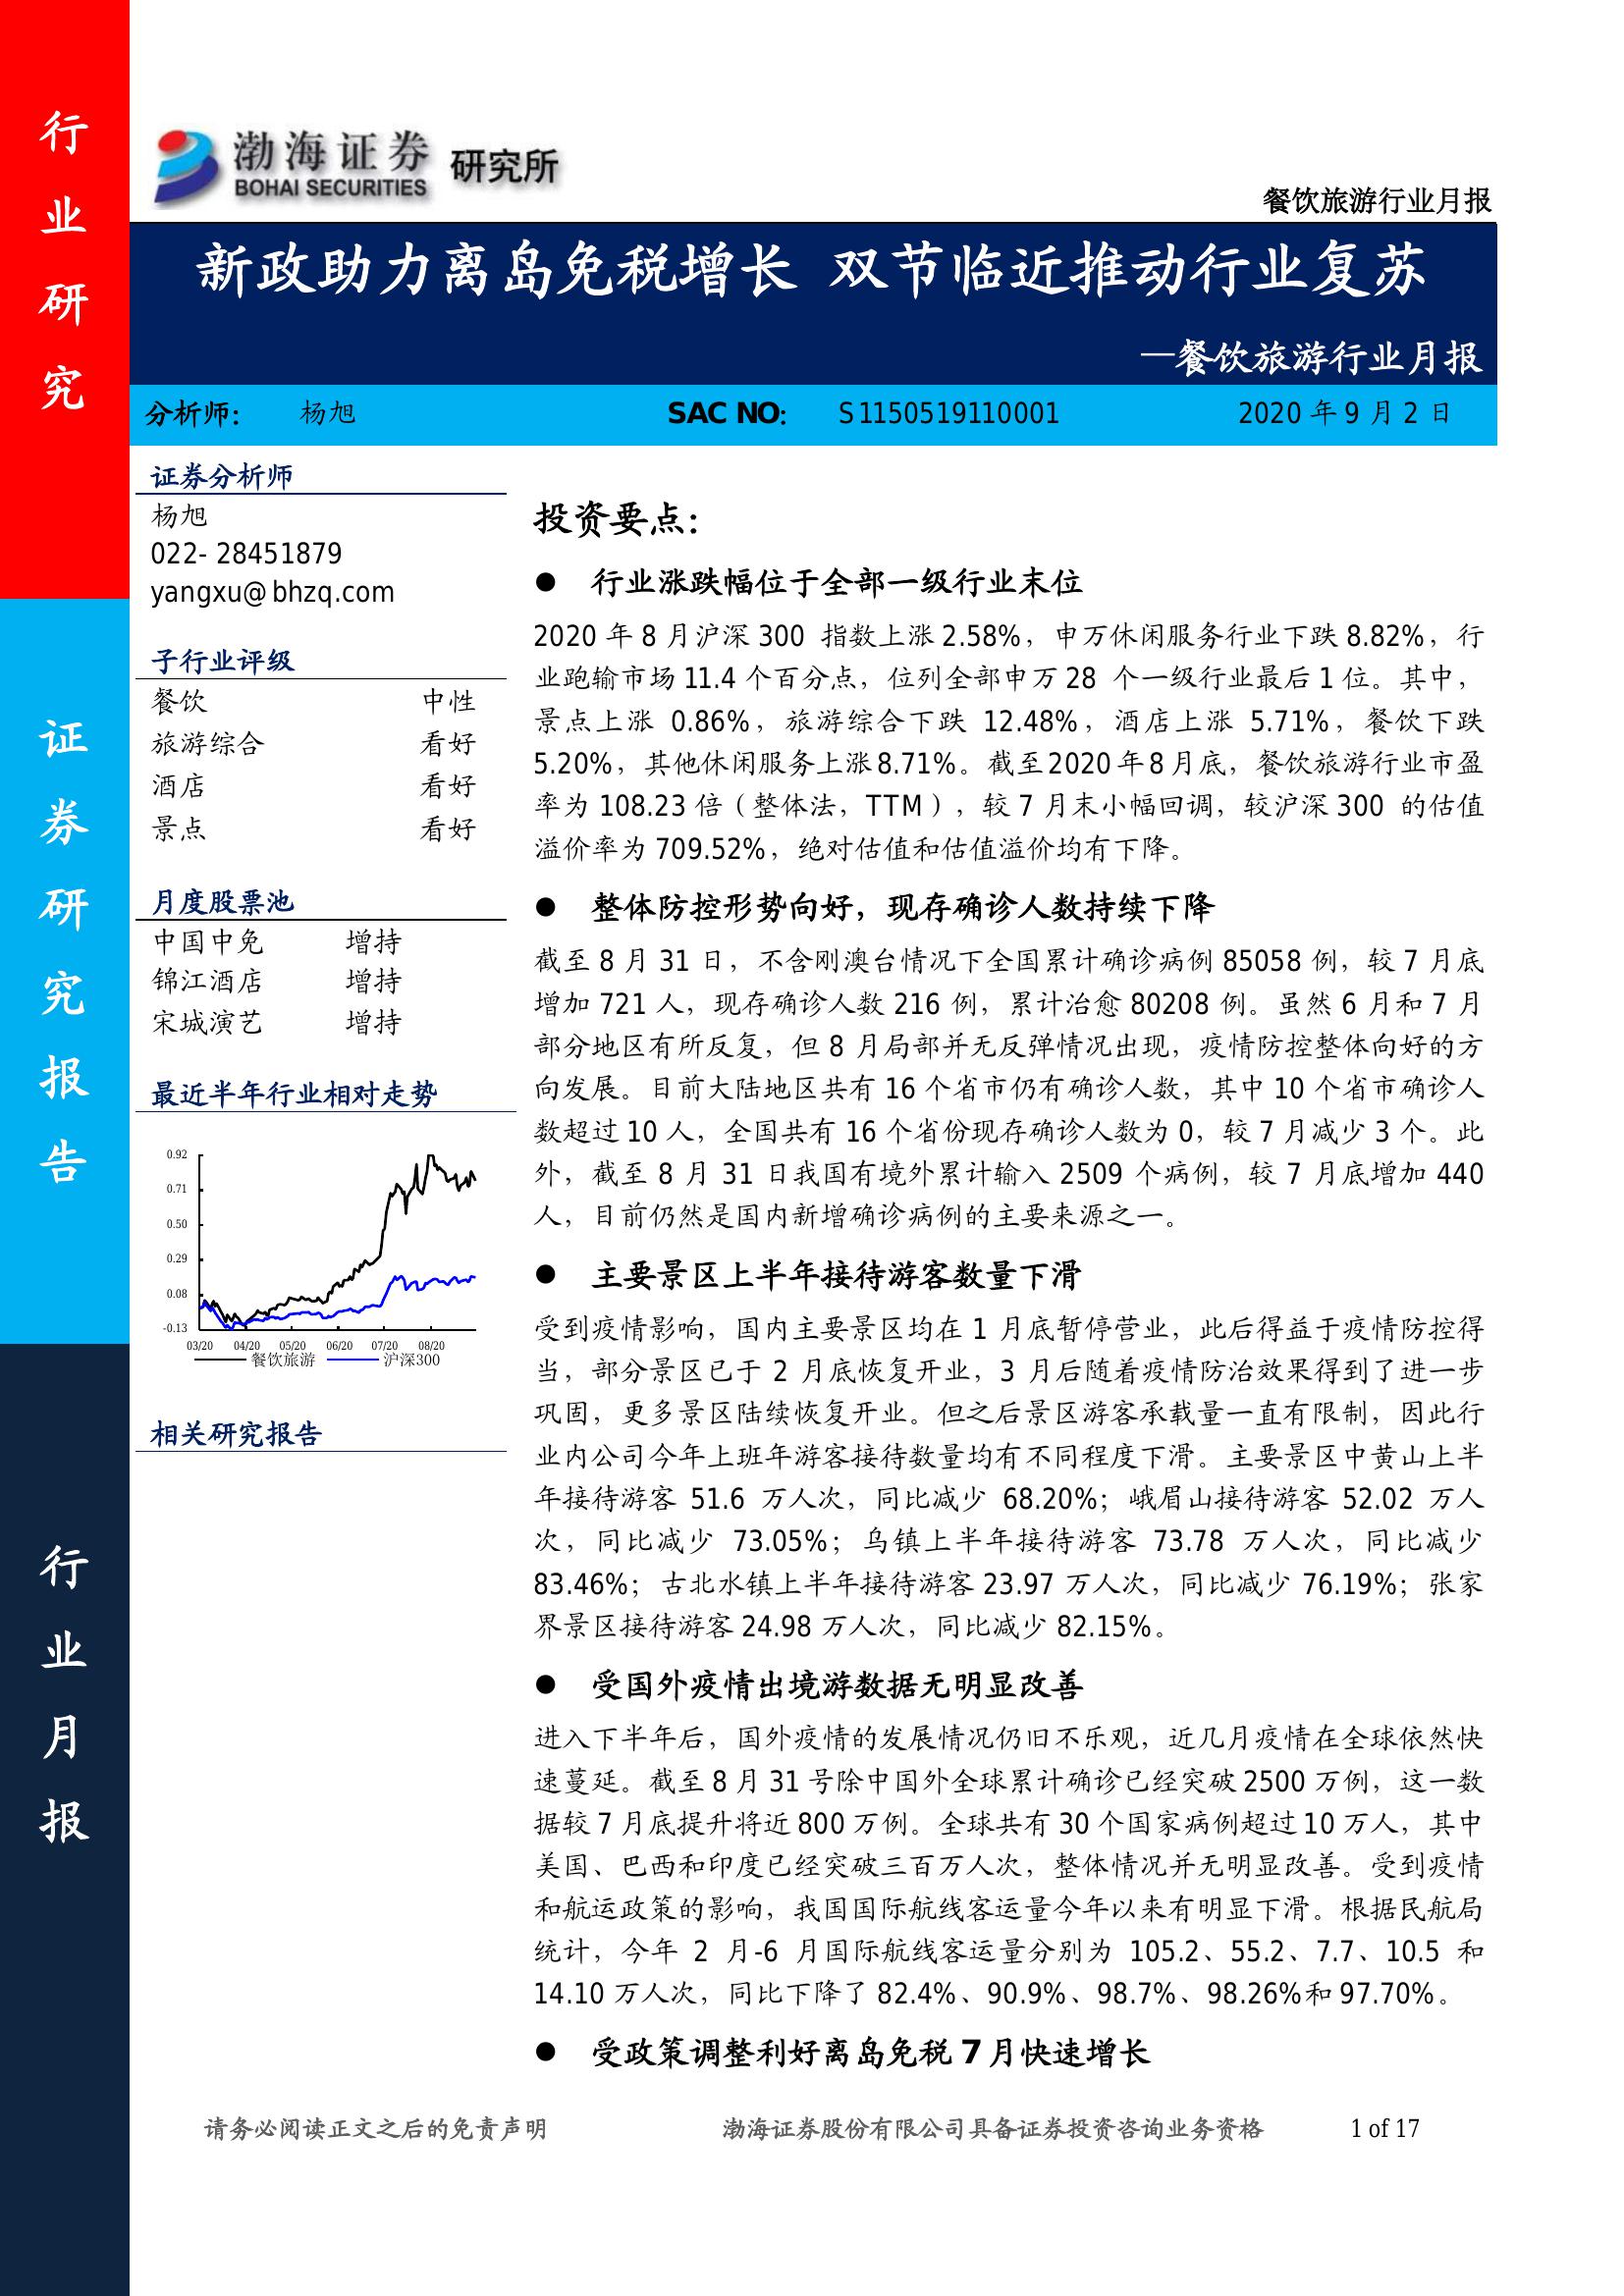 行业研究
证券研究报告
行业月报
渤海证券 研究所
BOHAI SECURITIES
餐饮旅游行业月报
新政助力离岛免税增长 双节临近推动行业复苏
—餐饮旅游行业月报
分析师： 杨旭 SAC NO： S1150519110001 2020 年 9 月 2 日
证券分析师
杨旭
022- 28451879
yangxu@bhzq.com
子行业评级
餐饮 中性
旅游综合 看好
酒店 看好
景点 看好
月度股票池
中国中免 增持
锦江酒店 增持
宋城演艺 增持
最近半年行业相对走势
0.92
0.71
0.50
0.29
0.08
-0.13
03/20 04/20 05/20 06/20 07/20 08/20
餐饮旅游 沪深300
相关研究报告
投资要点：
● 行业涨跌幅位于全部一级行业末位
2020 年 8 月沪深 300 指数上涨 2.58%，申万休闲服务行业下跌 8.82%，行
业跑输市场 11.4 个百分点，位列全部申万 28 个一级行业最后 1 位。其中，
景点上涨 0.86%，旅游综合下跌 12.48%，酒店上涨 5.71%，餐饮下跌
5.20%，其他休闲服务上涨 8.71%。截至 2020 年 8 月底，餐饮旅游行业市盈
率为 108.23 倍（整体法，TTM），较 7 月末小幅回调，较沪深 300 的估值
溢价率为 709.52%，绝对估值和估值溢价均有下降。
● 整体防控形势向好，现存确诊人数持续下降
截至 8 月 31 日，不含刚澳台情况下全国累计确诊病例 85058 例，较 7 月底
增加 721 人，现存确诊人数 216 例，累计治愈 80208 例。虽然 6 月和 7 月
部分地区有所反复，但 8 月局部并无反弹情况出现，疫情防控整体向好的方
向发展。目前大陆地区共有 16 个省市仍有确诊人数，其中 10 个省市确诊人
数超过 10 人，全国共有 16 个省份现存确诊人数为 0，较 7 月减少 3 个。此
外，截至 8 月 31 日我国有境外累计输入 2509 个病例，较 7 月底增加 440
人，目前仍然是国内新增确诊病例的主要来源之一。
● 主要景区上半年接待游客数量下滑
受到疫情影响，国内主要景区均在 1 月底暂停营业，此后得益于疫情防控得
当，部分景区已于 2 月底恢复开业，3 月后随着疫情防治效果得到了进一步
巩固，更多景区陆续恢复开业。但之后景区游客承载量一直有限制，因此行
业内公司今年上班年游客接待数量均有不同程度下滑。主要景区中黄山上半
年接待游客 51.6 万人次，同比减少 68.20%；峨眉山接待游客 52.02 万人
次，同比减少 73.05%；乌镇上半年接待游客 73.78 万人次，同比减少
83.46%；古北水镇上半年接待游客 23.97 万人次，同比减少 76.19%；张家
界景区接待游客 24.98 万人次，同比减少 82.15%。
● 受国外疫情出境游数据无明显改善
进入下半年后，国外疫情的发展情况仍旧不乐观，近几月疫情在全球依然快
速蔓延。截至 8 月 31 号除中国外全球累计确诊已经突破 2500 万例，这一数
据较 7 月底提升将近 800 万例。全球共有 30 个国家病例超过 10 万人，其中
美国、巴西和印度已经突破三百万人次，整体情况并无明显改善。受到疫情
和航运政策的影响，我国国际航线客运量今年以来有明显下滑。根据民航局
统计，今年 2 月-6 月国际航线客运量分别为 105.2、55.2、7.7、10.5 和
14.10 万人次，同比下降了 82.4%、90.9%、98.7%、98.26%和 97.70%。
● 受政策调整利好离岛免税 7 月快速增长
请务必阅读正文之后的免责声明 渤海证券股份有限公司具备证券投资咨询业务资格 1 of 17